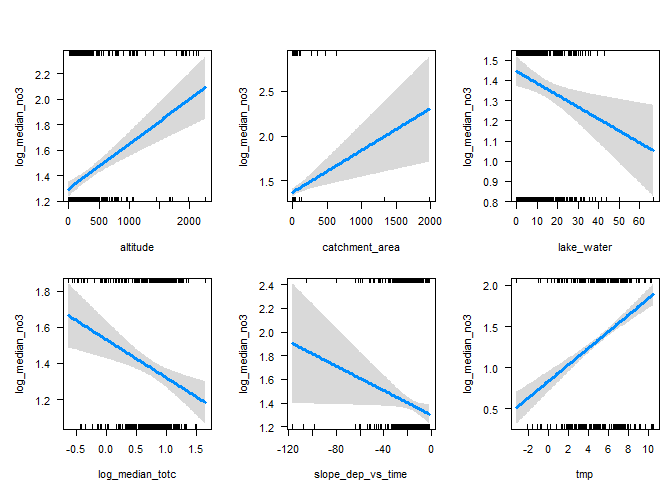 log_median_no3
2.2
2.0
1.8
1.6
1.4
1.2
0 500 1000 2000
altitude
log_median_no3
2.5
2.0
1.5
0 500 1000 1500 2000
catchment_area
log_median_no3
1.5
1.4
1.3
1.2
1.1
1.0
0.9
0.8
0 10 20 30 40 50 60
lake_water
log_median_no3
1.8
1.6
1.4
1.2
-0.5 0.0 0.5 1.0 1.5
log_median_totc
log_median_no3
2.4
2.2
2.0
1.8
1.6
1.4
1.2
-120 -80 -40 0
slope_dep_vs_time
log_median_no3
2.0
1.5
1.0
0.5
-2 0 2 4 6 8 10
tmp